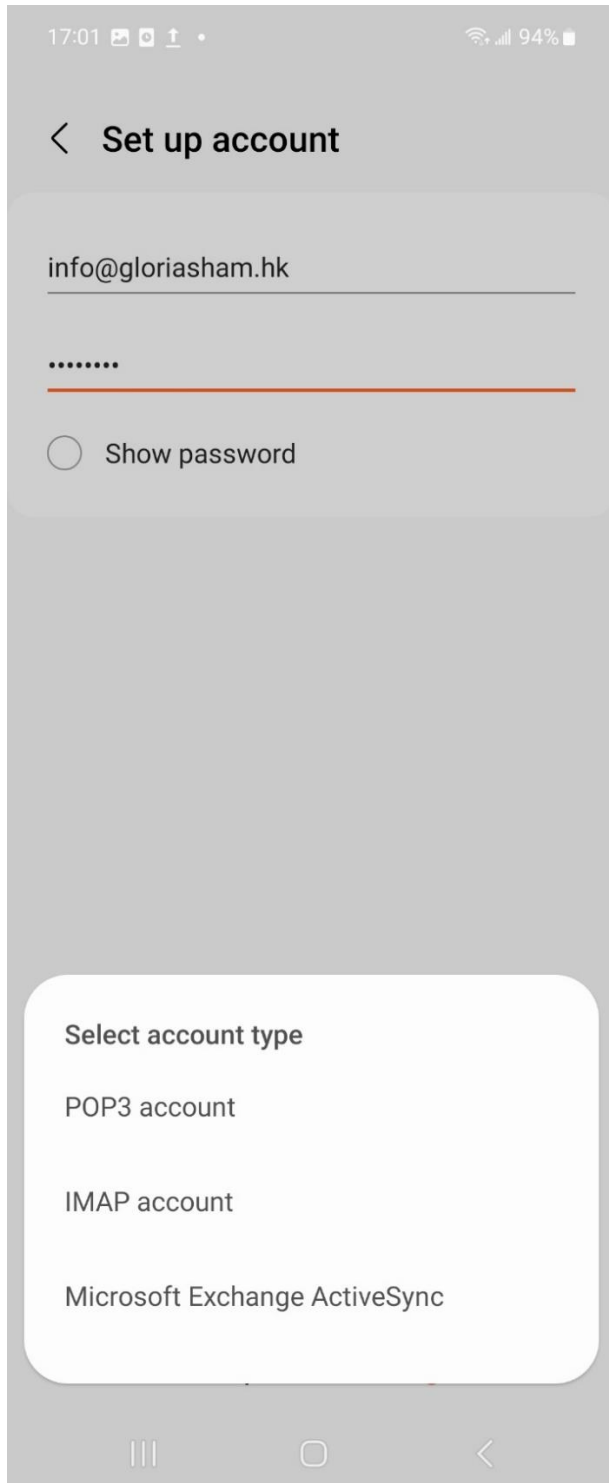 17:01 94%
Set up account
info@gloriasham.hk
••••••••
Show password
Select account type
POP3 account
IMAP account
Microsoft Exchange ActiveSync